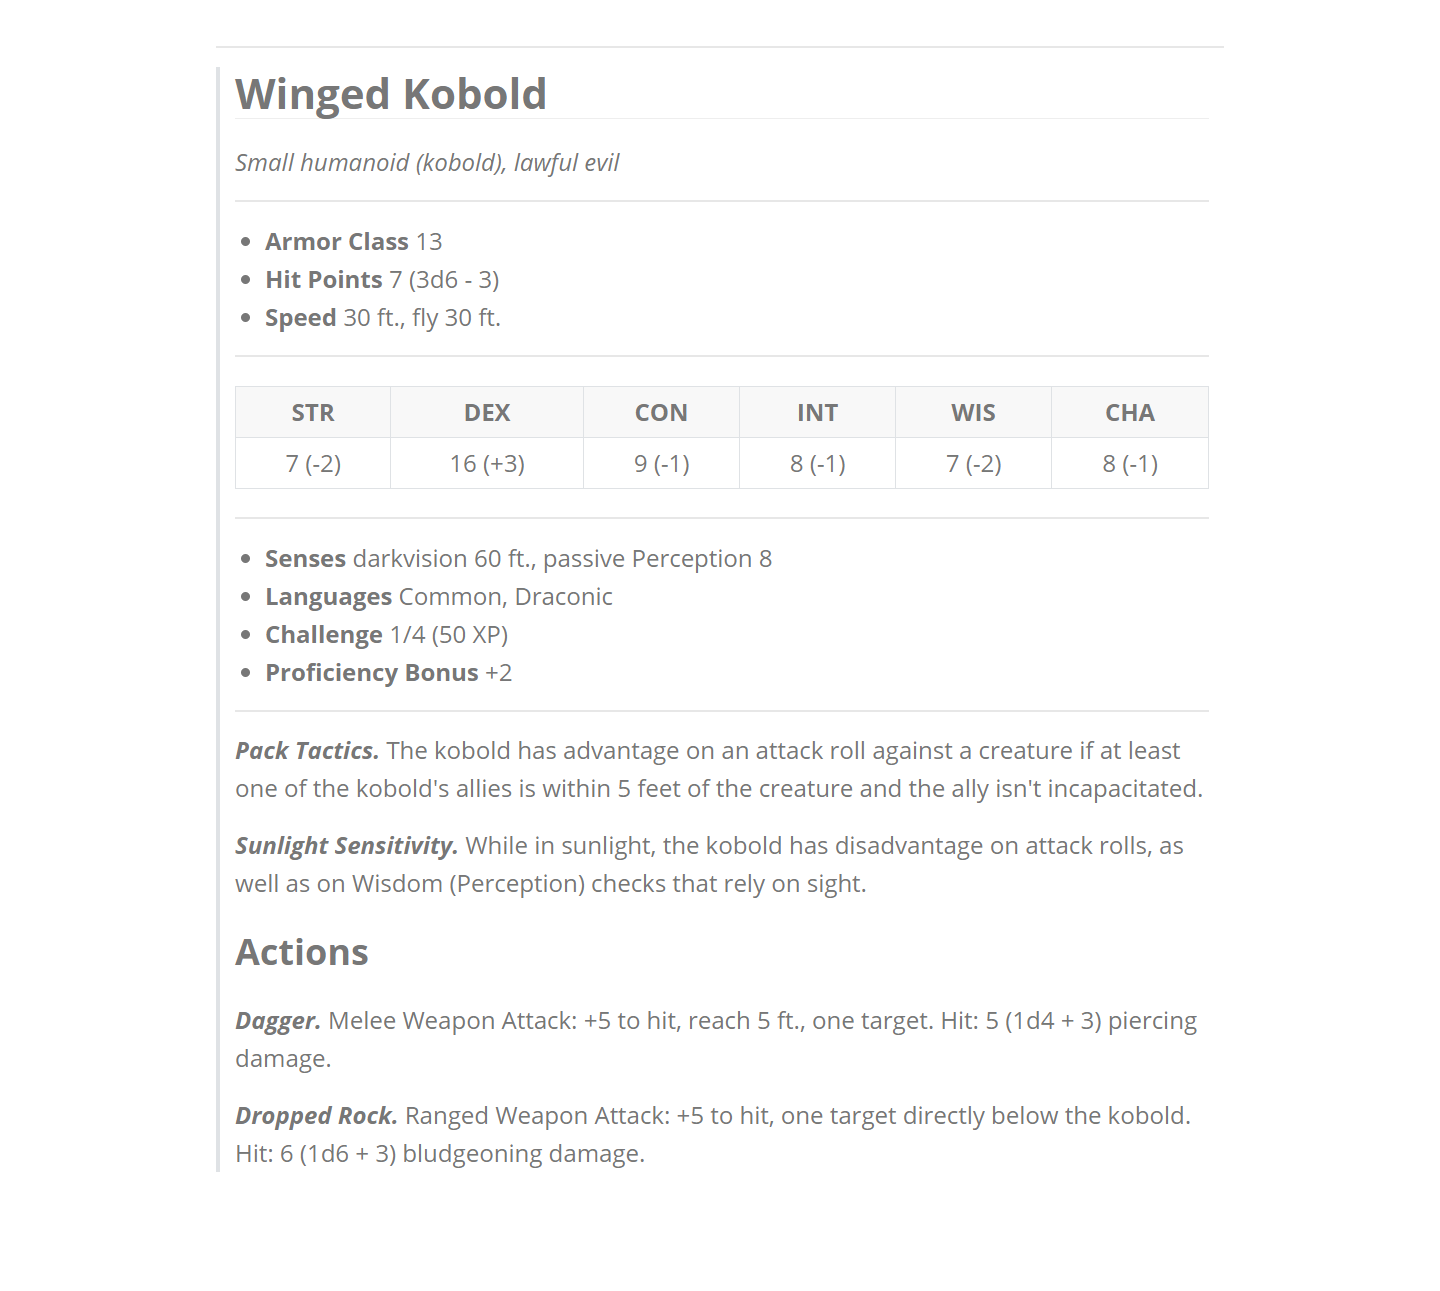 Winged Kobold
Small humanoid (kobold), lawful evil
Armor Class 13
Hit Points 7 (3d6 - 3)
Speed 30 ft., fly 30 ft.
STR DEX CON INT WIS CHA
7 (-2) 16 (+3) 9 (-1) 8 (-1) 7 (-2) 8 (-1)
Senses darkvision 60 ft., passive Perception 8
Languages Common, Draconic
Challenge 1/4 (50 XP)
Proficiency Bonus +2
Pack Tactics. The kobold has advantage on an attack roll against a creature if at least
one of the kobold's allies is within 5 feet of the creature and the ally isn't incapacitated.
Sunlight Sensitivity. While in sunlight, the kobold has disadvantage on attack rolls, as
well as on Wisdom (Perception) checks that rely on sight.
Actions
Dagger. Melee Weapon Attack: +5 to hit, reach 5 ft., one target. Hit: 5 (1d4 + 3) piercing
damage.
Dropped Rock. Ranged Weapon Attack: +5 to hit, one target directly below the kobold.
Hit: 6 (1d6 + 3) bludgeoning damage.